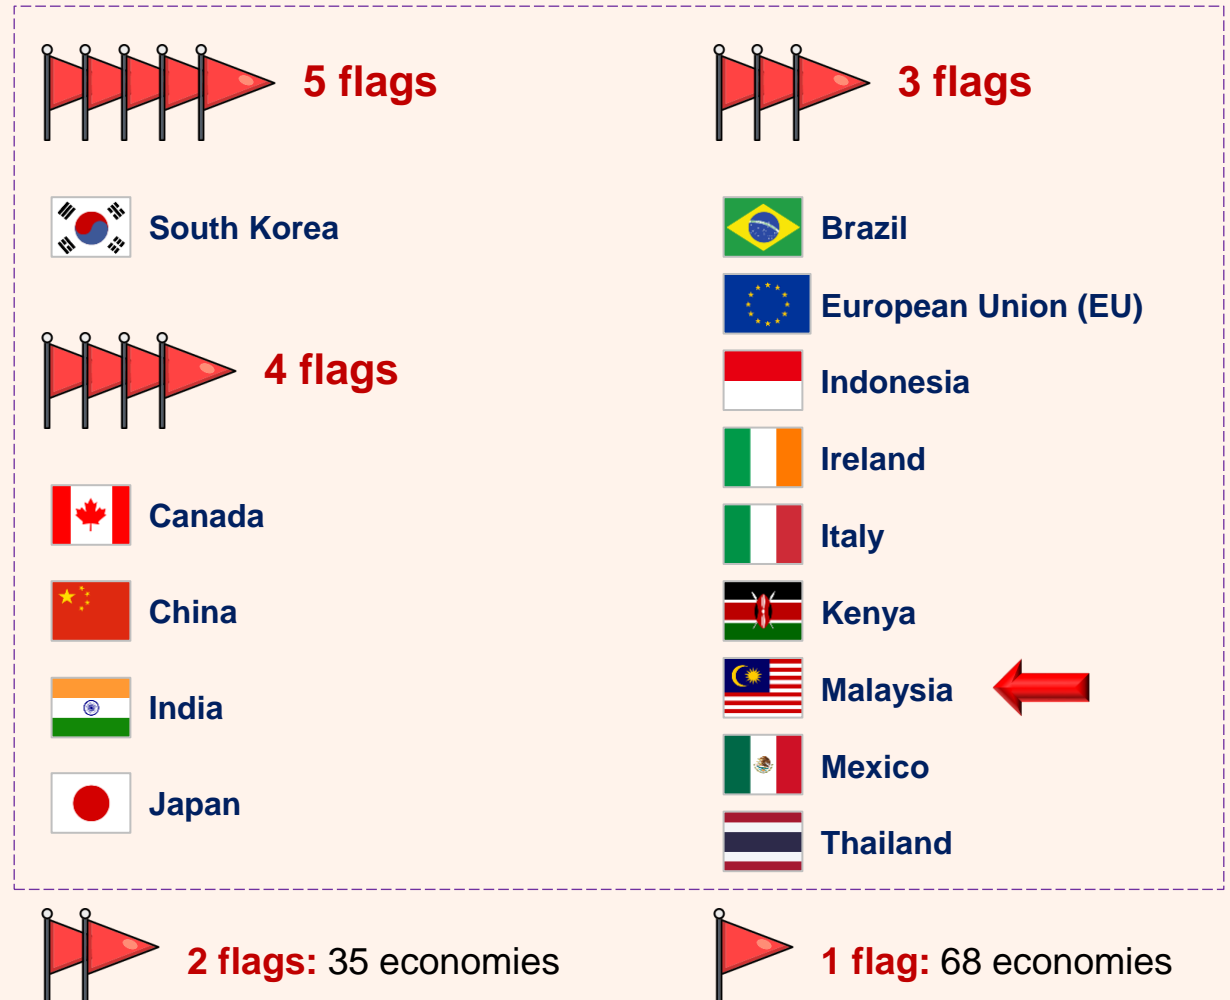 5 flags
South Korea
4 flags
Canada
China
India
Japan
3 flags
Brazil
European Union (EU)
Indonesia
Ireland
Italy
Kenya
Malaysia
Mexico
Thailand
2 flags: 35 economies
1 flag: 68 economies